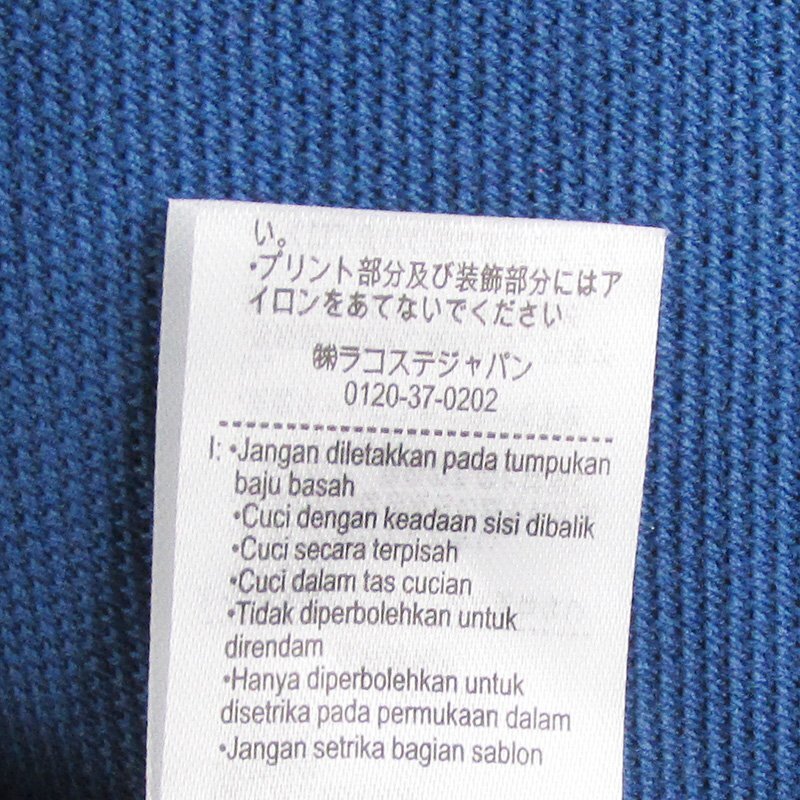 い。
•プリント部分及び装飾部分にはア
イロンをあてないでください
㈱ラコステジャパン
0120-37-0202
I: •Jangan diletakkan pada tumpukan
baju basah
•Cuci dengan keadaan sisi dibalik
•Cuci secara terpisah
•Cuci dalam tas cucian
•Tidak diperbolehkan untuk
direndam
•Hanya diperbolehkan untuk
disetrika pada permukaan dalam
•Jangan setrika bagian sablon